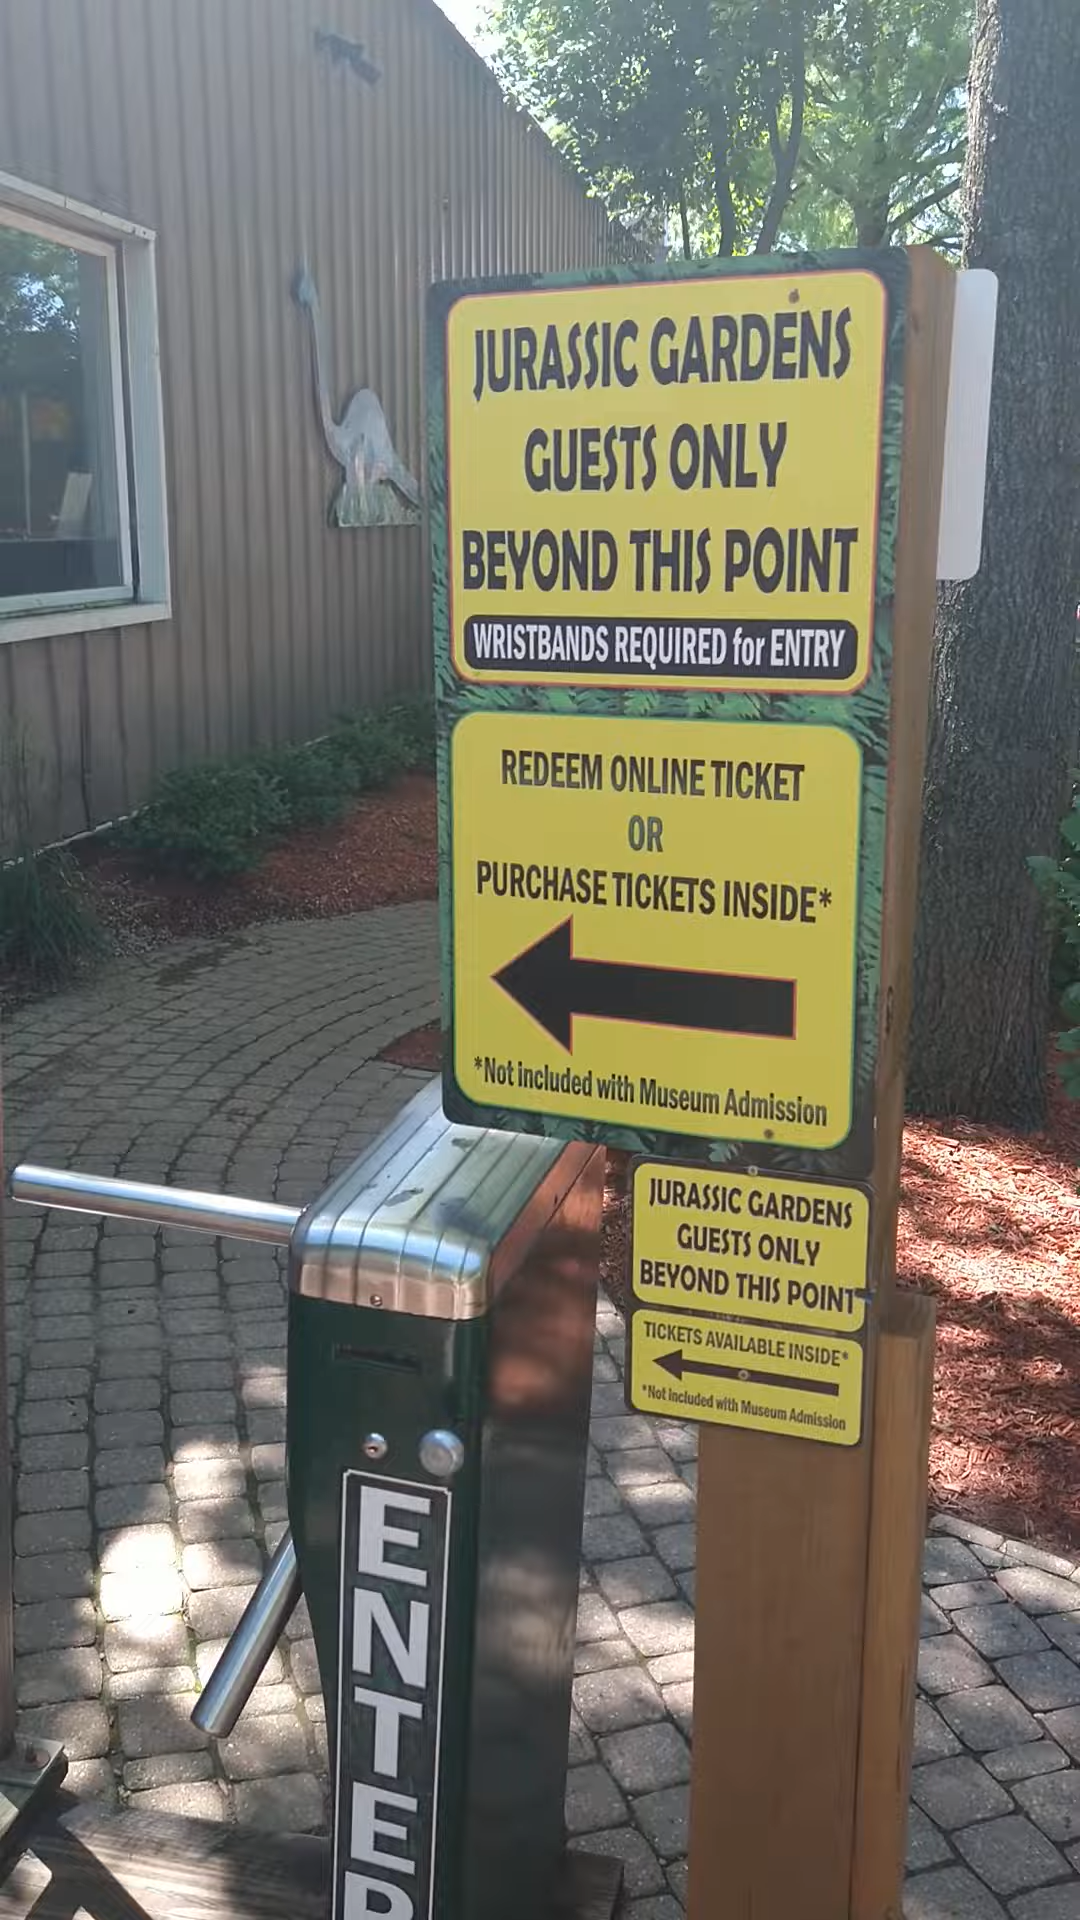 JURASSIC GARDENS
GUESTS ONLY
BEYOND THIS POINT
WRISTBANDS REQUIRED for ENTRY
REDEEM ONLINE TICKET
OR
PURCHASE TICKETS INSIDE*
*Not included with Museum Admission
JURASSIC GARDENS
GUESTS ONLY
BEYOND THIS POINT
TICKETS AVAILABLE INSIDE*
*Not included with Museum Admission
ENTER